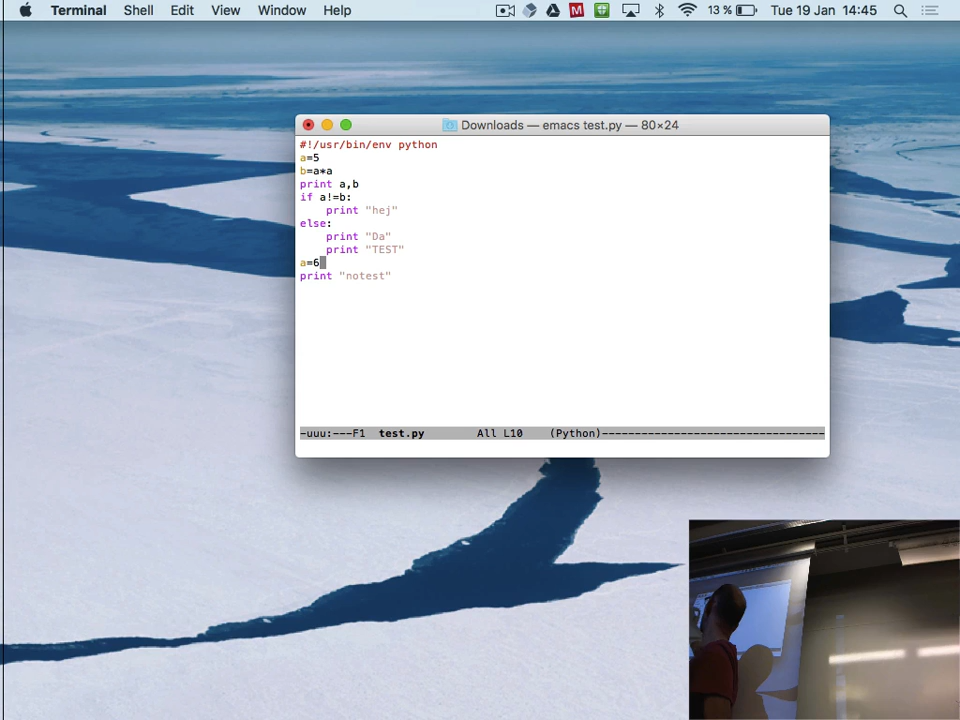 Terminal Shell Edit View Window Help M 13 % Tue 19 Jan 14:45
Downloads — emacs test.py — 80×24
#!/usr/bin/env python
a=5
b=a*a
print a,b
if a!=b:
    print "hej"
else:
    print "Da"
    print "TEST"
a=6
print "notest"
-uuu:---F1  test.py        All L10    (Python)----------------------------------